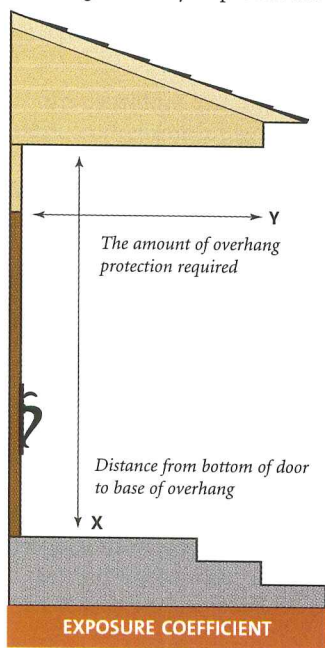 Y
The amount of overhang
protection required
Distance from bottom of door
to base of overhang
X
EXPOSURE COEFFICIENT